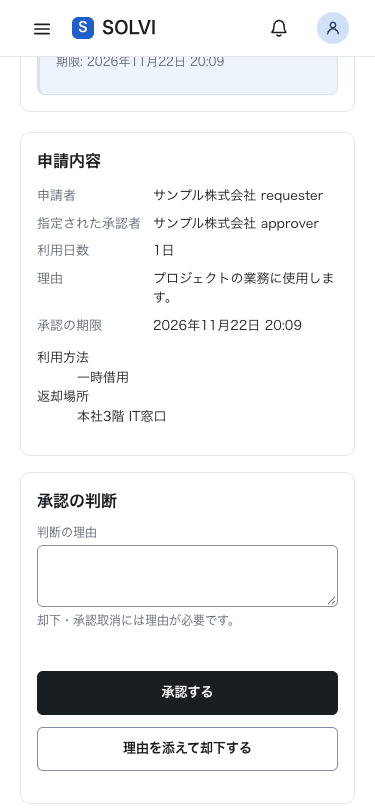 S SOLVI
期限: 2026年11月22日 20:09
申請内容
申請者 サンプル株式会社 requester
指定された承認者 サンプル株式会社 approver
利用日数 1日
理由 プロジェクトの業務に使用しま
す。
承認の期限 2026年11月22日 20:09
利用方法
一時借用
返却場所
本社3階 IT窓口
承認の判断
判断の理由
却下・承認取消には理由が必要です。
承認する
理由を添えて却下する